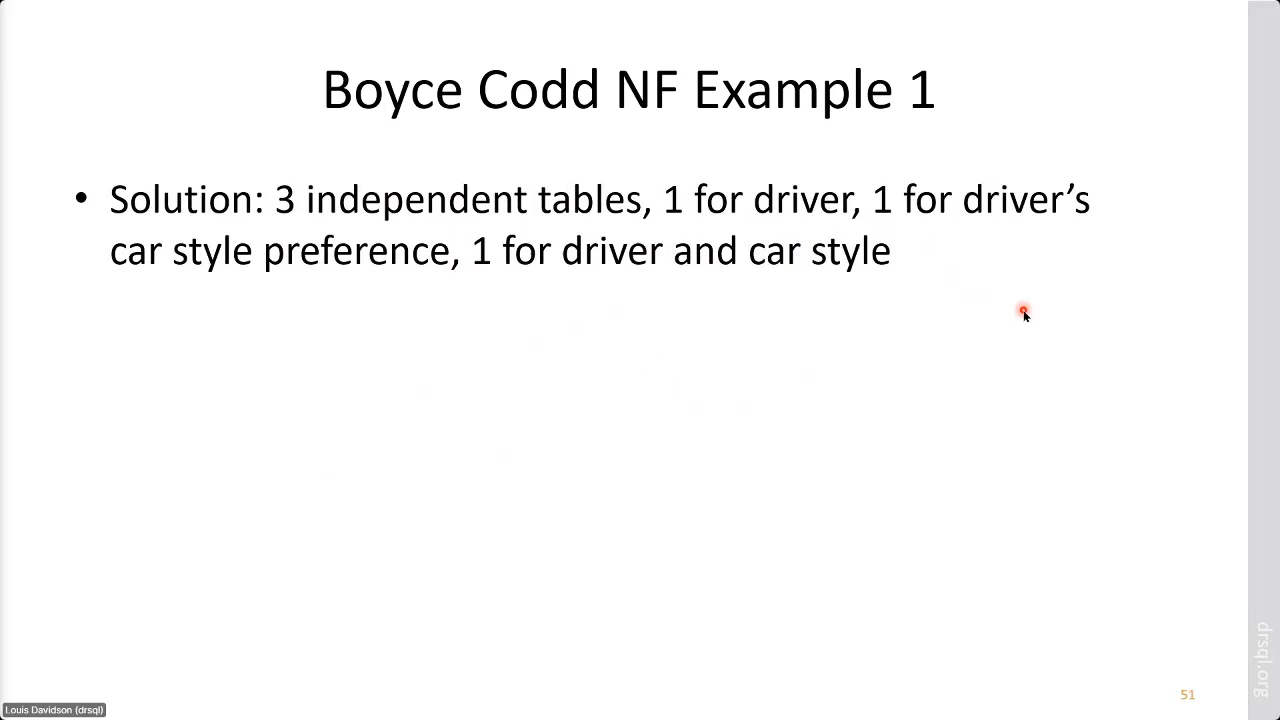 Boyce Codd NF Example 1
• Solution: 3 independent tables, 1 for driver, 1 for driver’s
car style preference, 1 for driver and car style
drsql.org
51
Louis Davidson (drsql)